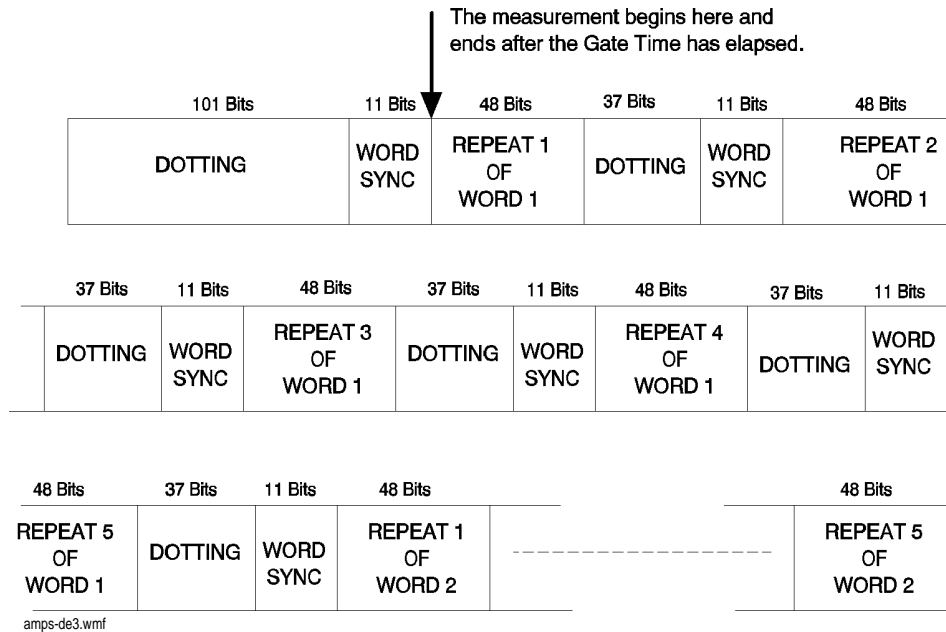 The measurement begins here and
ends after the Gate Time has elapsed.
101 Bits 11 Bits 48 Bits 37 Bits 11 Bits 48 Bits
DOTTING
WORD
SYNC
REPEAT 1
OF
WORD 1
DOTTING
WORD
SYNC
REPEAT 2
OF
WORD 1
37 Bits 11 Bits 48 Bits 37 Bits 11 Bits 48 Bits 37 Bits 11 Bits
DOTTING
WORD
SYNC
REPEAT 3
OF
WORD 1
DOTTING
WORD
SYNC
REPEAT 4
OF
WORD 1
DOTTING
WORD
SYNC
48 Bits 37 Bits 11 Bits 48 Bits 48 Bits
REPEAT 5
OF
WORD 1
DOTTING
WORD
SYNC
REPEAT 1
OF
WORD 2
REPEAT 5
OF
WORD 2
amps-de3.wmf